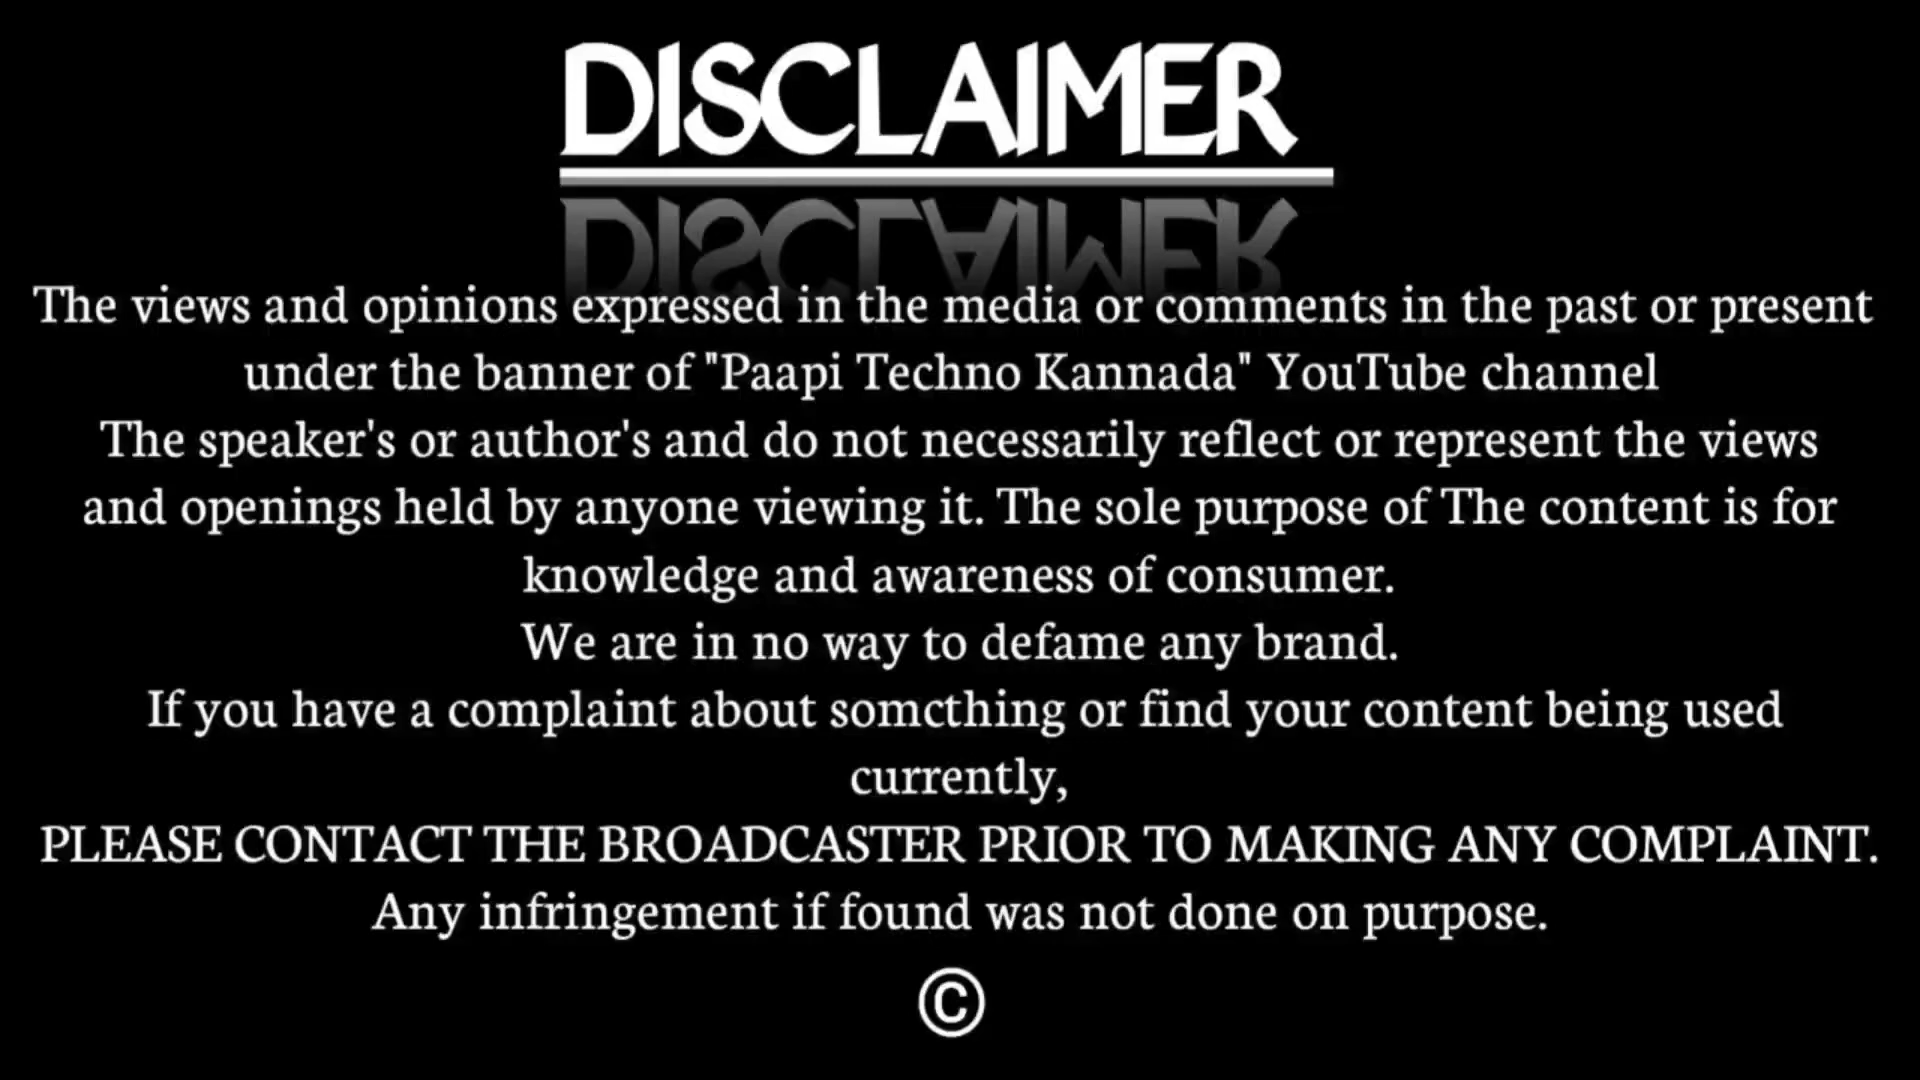 DISCLAIMER
The views and opinions expressed in the media or comments in the past or present
under the banner of "Paapi Techno Kannada" YouTube channel
The speaker's or author's and do not necessarily reflect or represent the views
and openings held by anyone viewing it. The sole purpose of The content is for
knowledge and awareness of consumer.
We are in no way to defame any brand.
If you have a complaint about somcthing or find your content being used
currently,
PLEASE CONTACT THE BROADCASTER PRIOR TO MAKING ANY COMPLAINT.
Any infringement if found was not done on purpose.
©